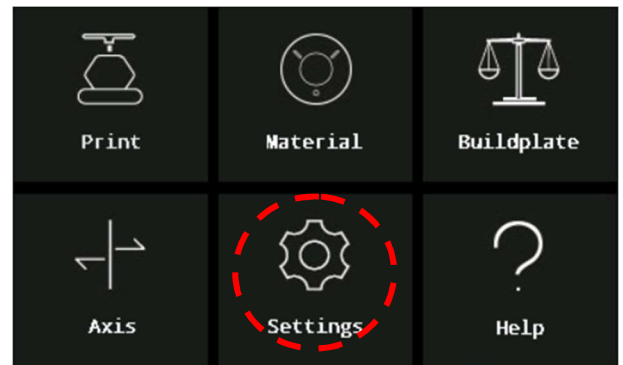 Print
Material
Buildplate
Axis
Settings
Help